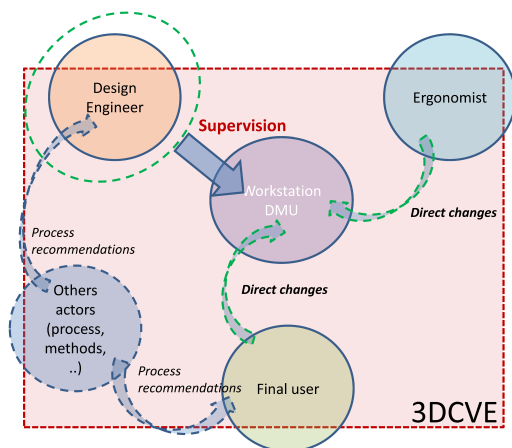 Design
Engineer
Ergonomist
Supervision
Workstation
DMU
Direct changes
Process
recommendations
Direct changes
Others
actors
(process,
methods,
..)
Process
recommendations
Final user
3DCVE